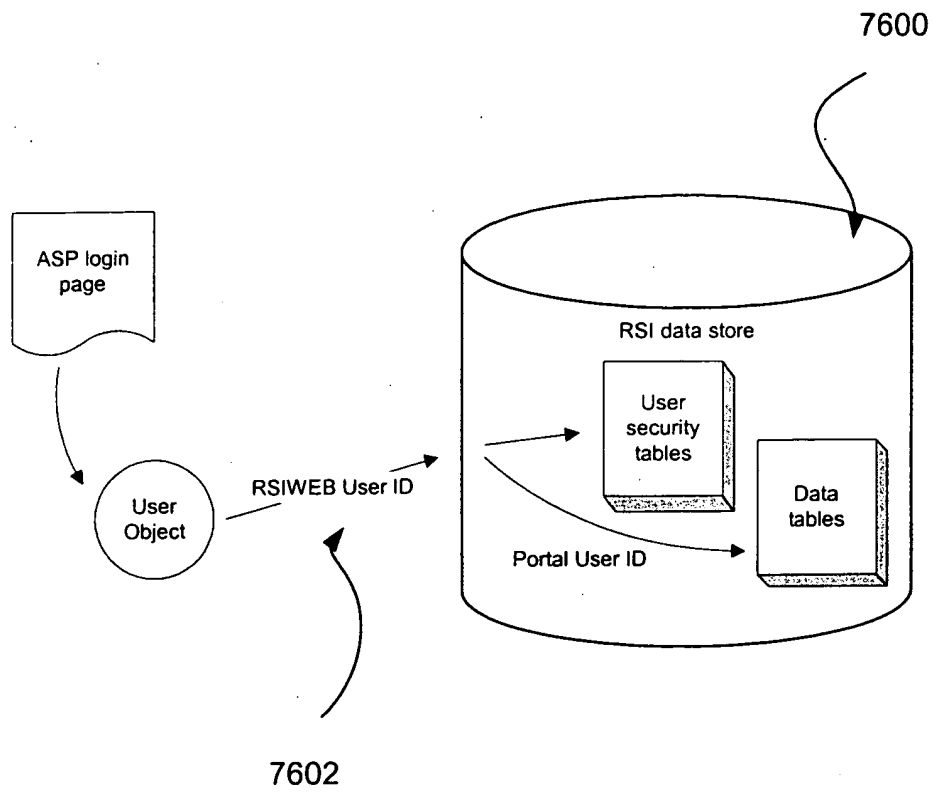 7600
ASP login
page
RSI data store
User
security
tables
RSIWEB User ID
User
Object
Data
tables
Portal User ID
7602